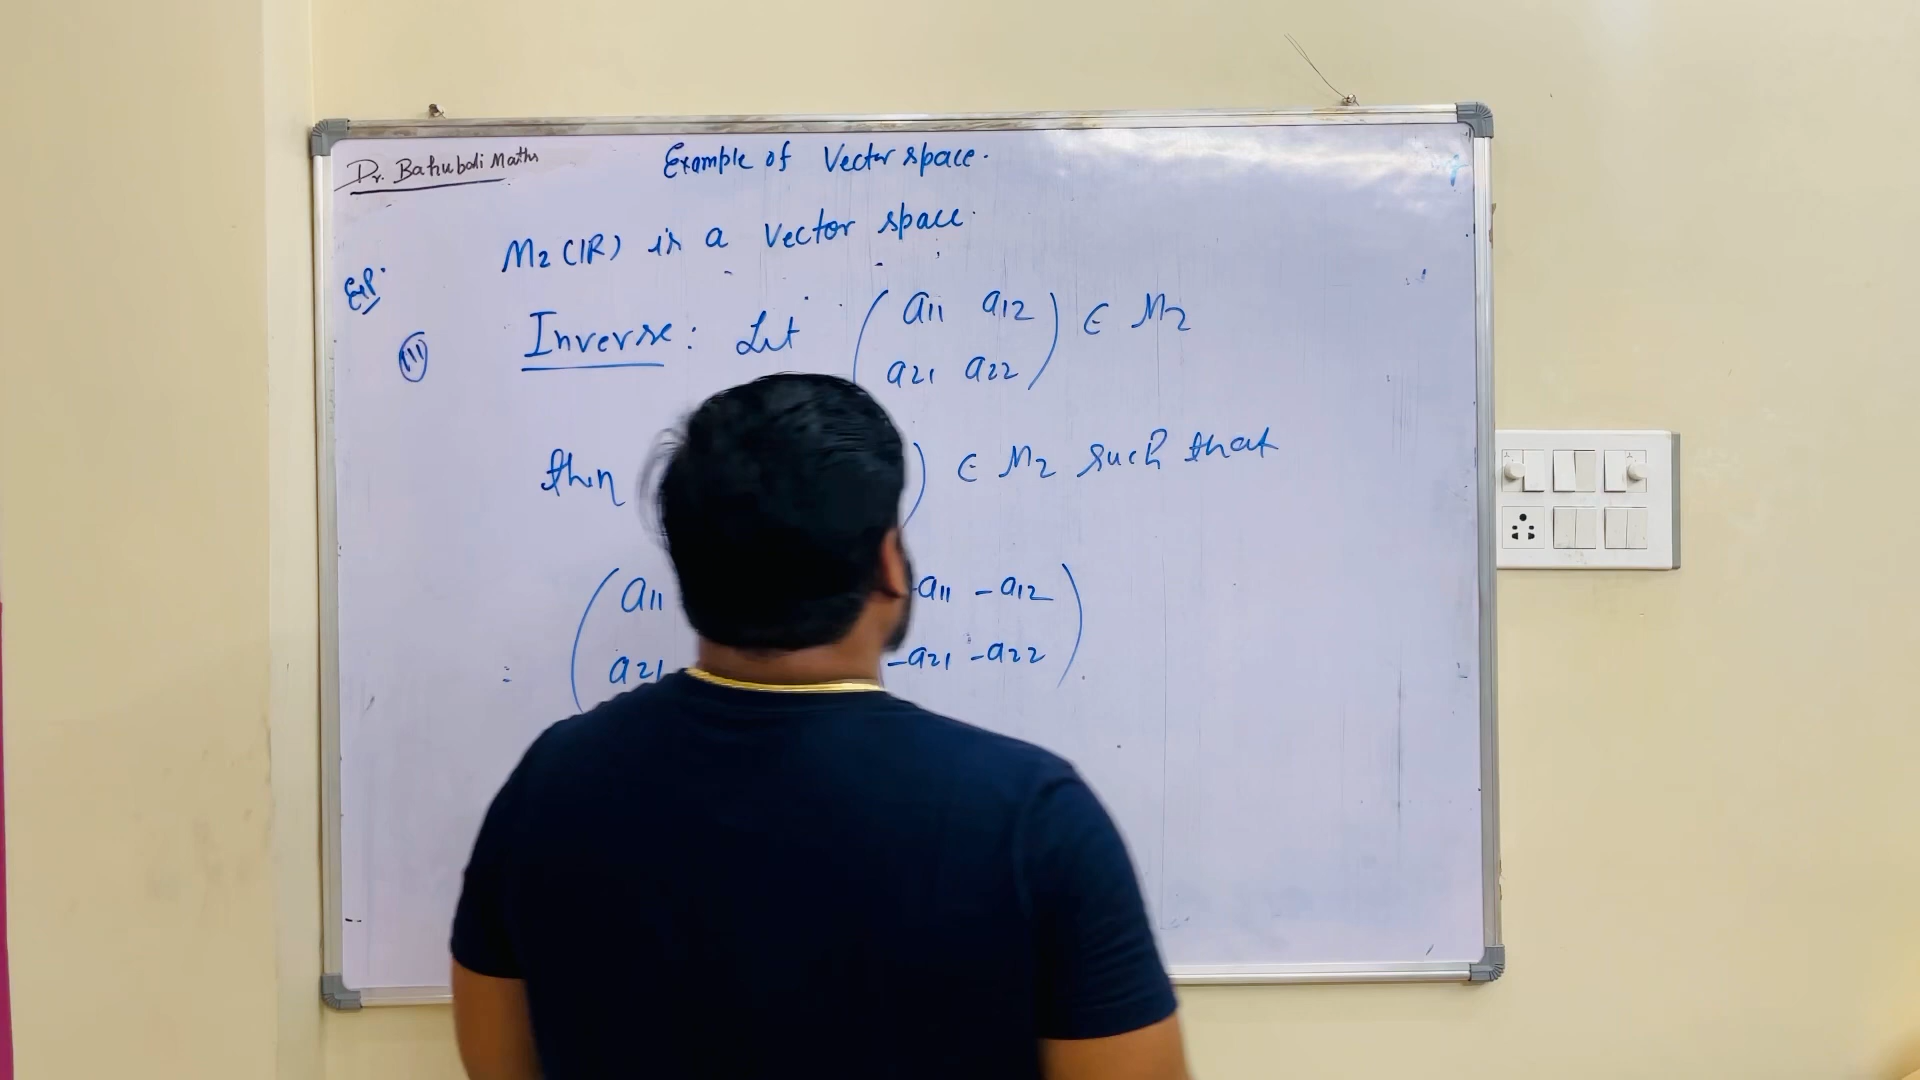 Dr. Bahubali Maths
Example of Vector space.
M2 (IR) is a Vector space.
Exp.
(III) Inverse : Let ( a11 a12 ) ∈ M2
a21 a22
then ) ∈ M2 such that
( a11 -a11 -a12 )
= a21 -a21 -a22